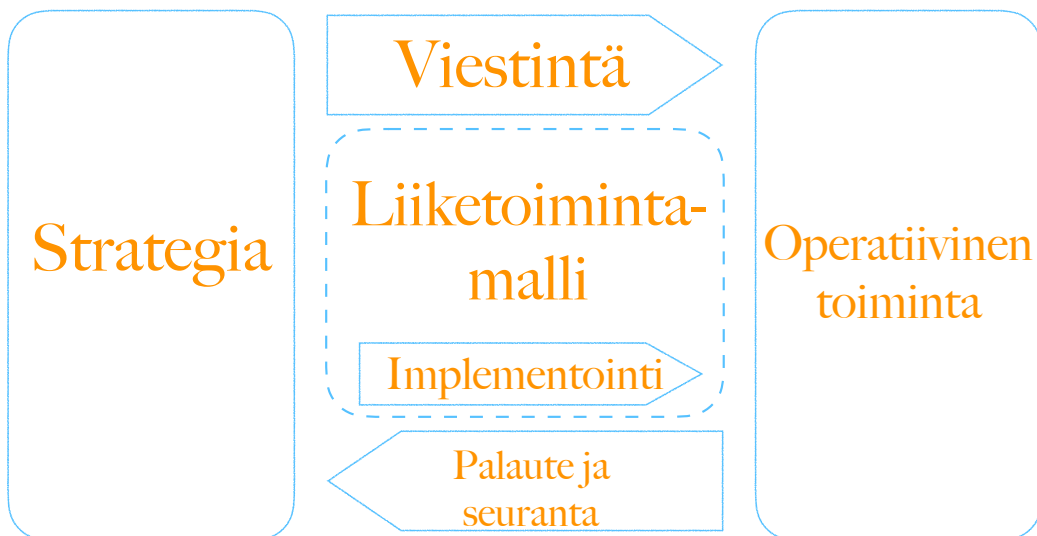 Strategia
Viestintä
Liiketoiminta-
malli
Implementointi
Palaute ja
seuranta
Operatiivinen
toiminta